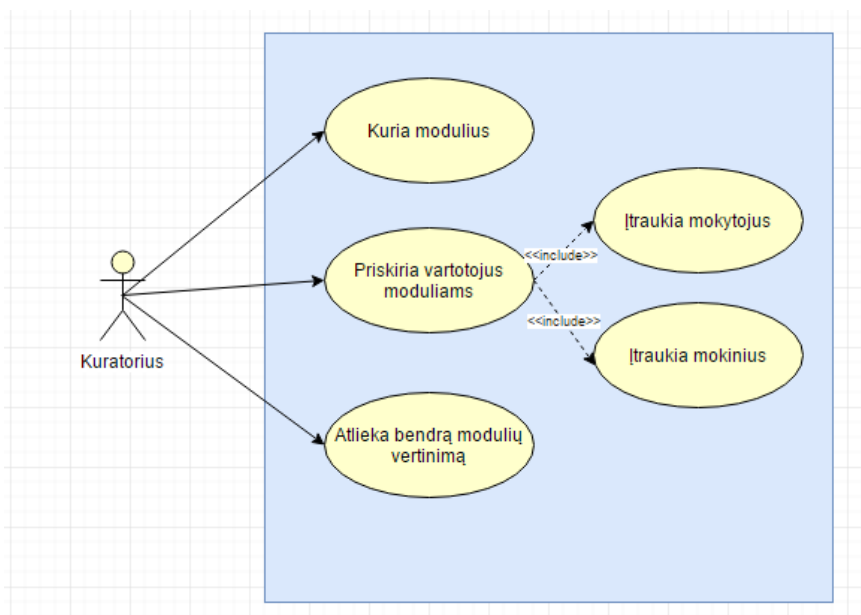 Kuria modulius
Įtraukia mokytojus
<<include>>
Priskiria vartotojus
moduliams
<<include>>
Įtraukia mokinius
Kuratorius
Atlieka bendrą modulių
vertinimą